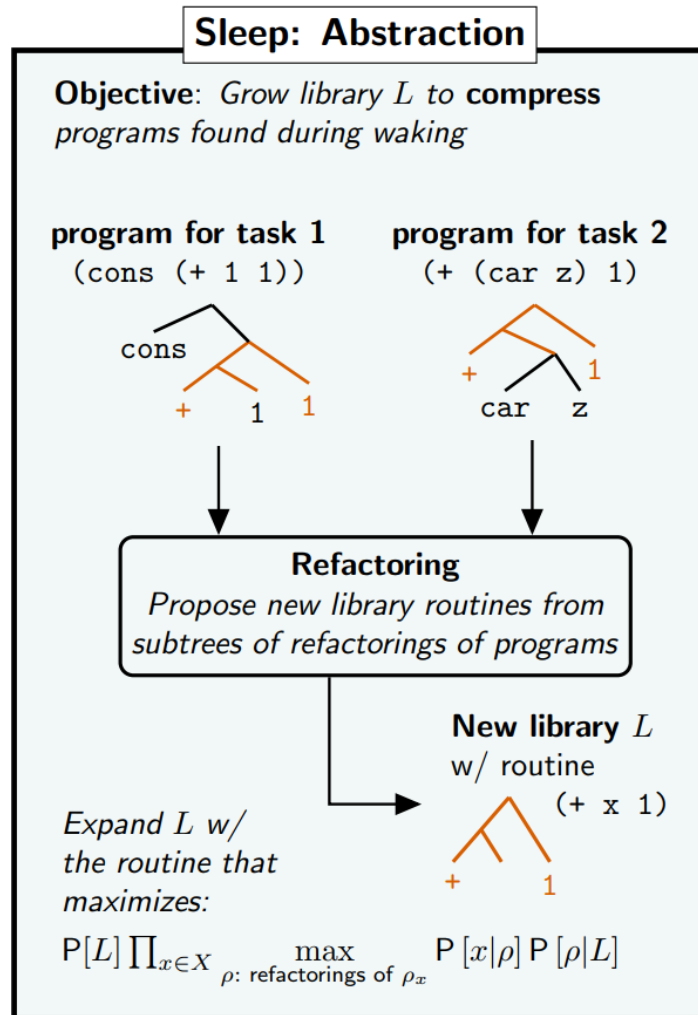 Sleep: Abstraction
Objective: Grow library L to compress
programs found during waking
program for task 1
(cons (+ 1 1))
cons
+ 1 1
program for task 2
(+ (car z) 1)
+ 1
car z
Refactoring
Propose new library routines from
subtrees of refactorings of programs
New library L
w/ routine
(+ x 1)
+ 1
Expand L w/
the routine that
maximizes:
P[L] ∏_{x∈X} max_{ρ: refactorings of ρ_x} P[x|ρ] P[ρ|L]